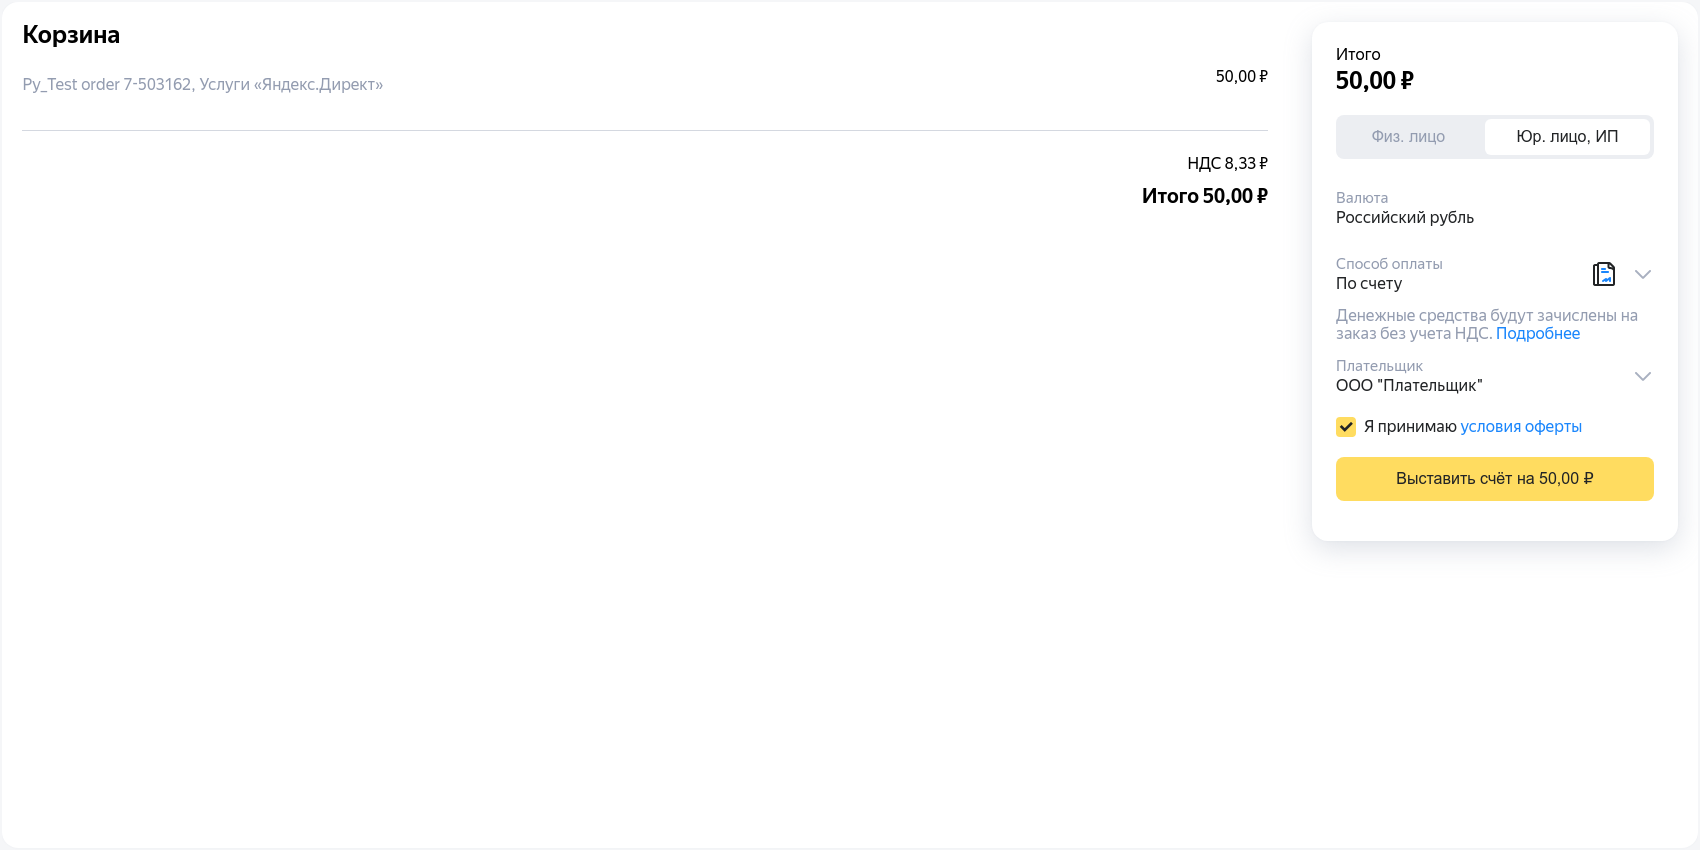 Корзина
Py_Test order 7-503162, Услуги «Яндекс.Директ»
50,00 ₽
НДС 8,33 ₽
Итого 50,00 ₽
Итого
50,00 ₽
Физ. лицо
Юр. лицо, ИП
Валюта
Российский рубль
Способ оплаты
По счету
Денежные средства будут зачислены на
заказ без учета НДС. Подробнее
Плательщик
ООО "Плательщик"
Я принимаю условия оферты
Выставить счёт на 50,00 ₽